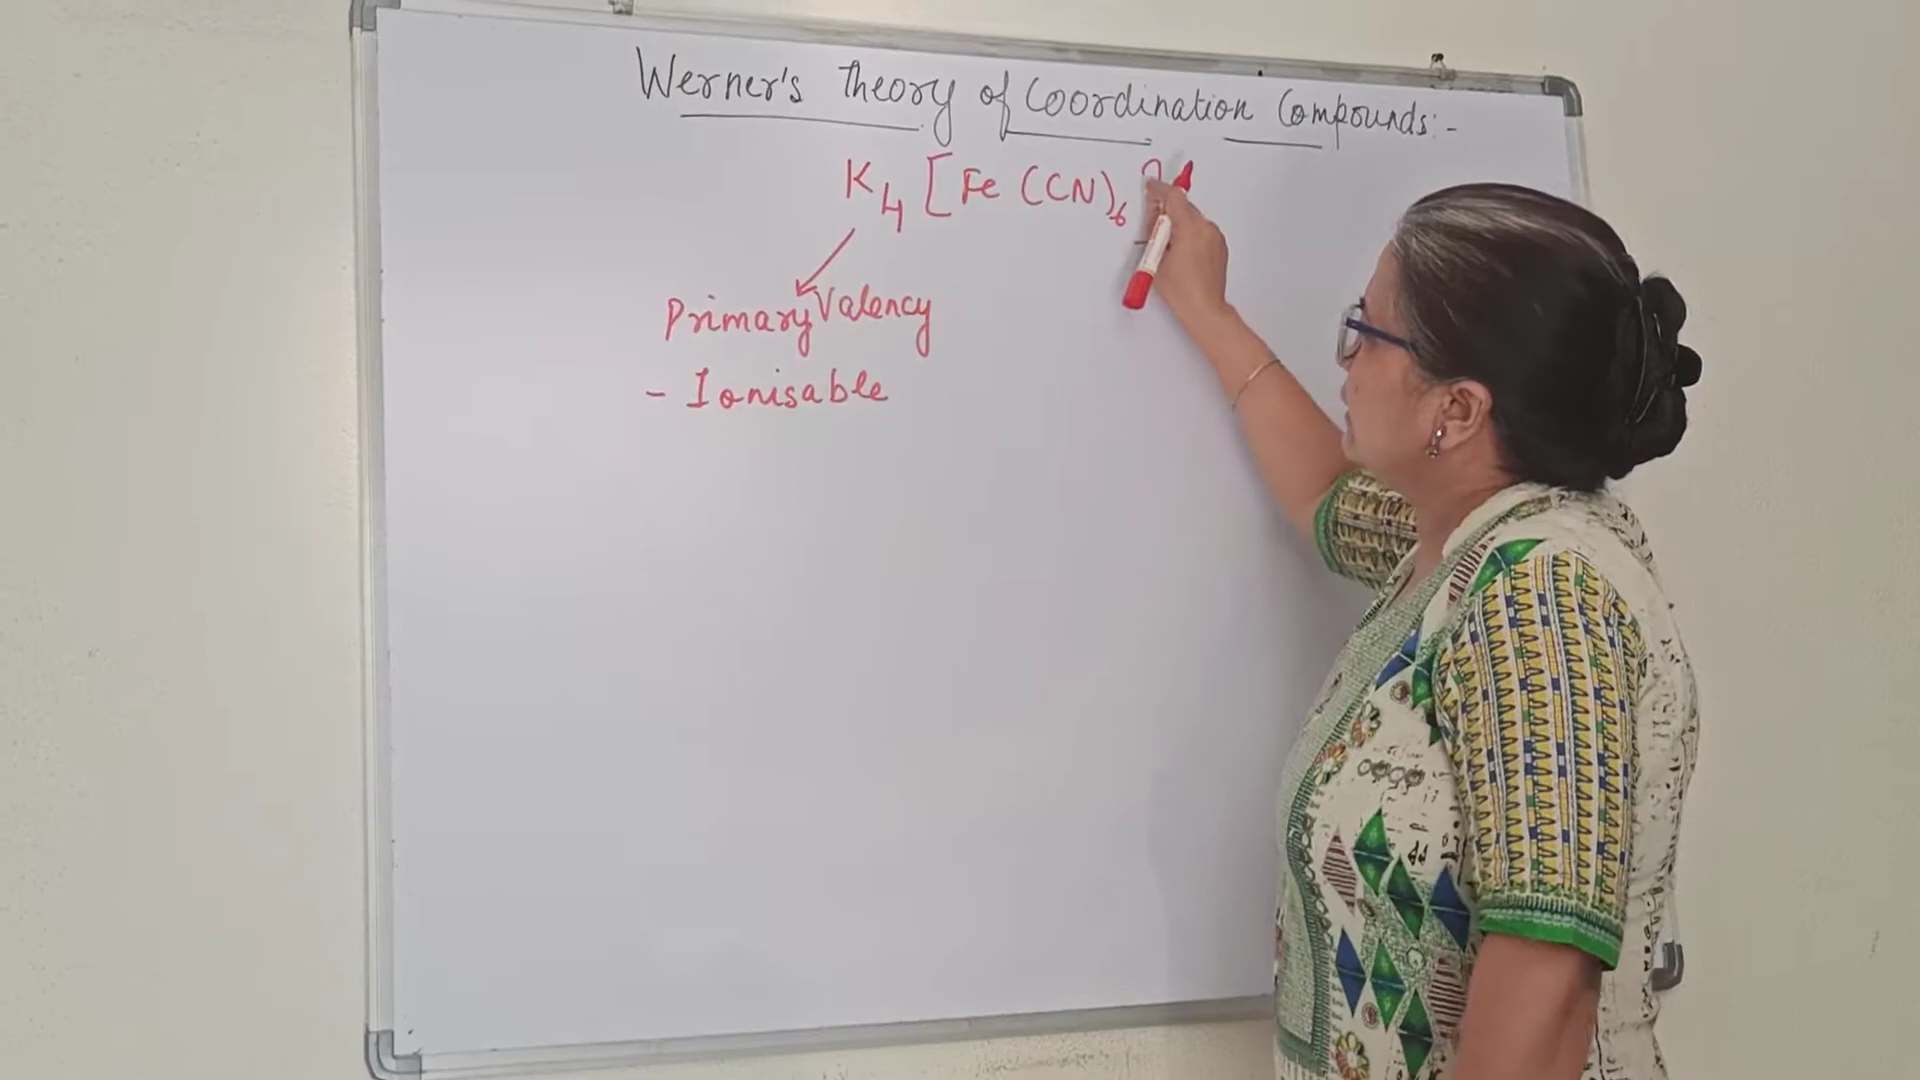 Werner's Theory of Coordination Compounds:-
K4 [Fe (CN)6]
Primary Valency
- Ionisable